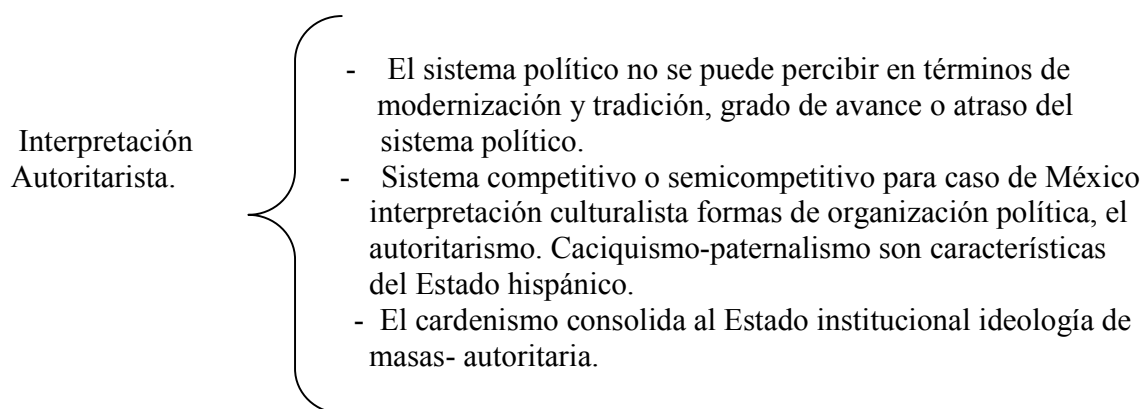 Interpretación
Autoritarista.
- El sistema político no se puede percibir en términos de
modernización y tradición, grado de avance o atraso del
sistema político.
- Sistema competitivo o semicompetitivo para caso de México
interpretación culturalista formas de organización política, el
autoritarismo. Caciquismo-paternalismo son características
del Estado hispánico.
- El cardenismo consolida al Estado institucional ideología de
masas- autoritaria.